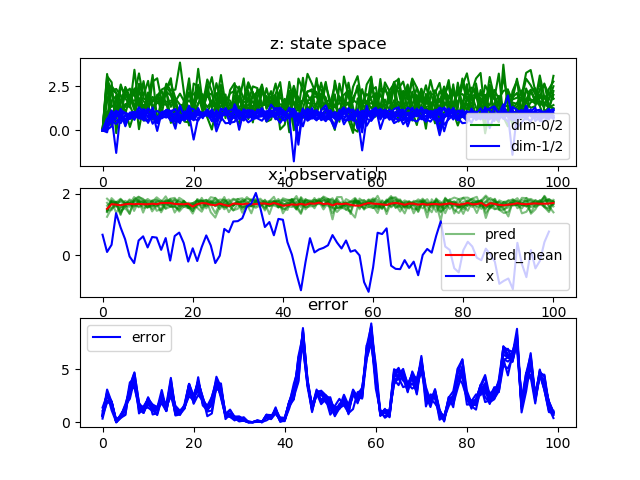 z: state space
2.5
0.0
dim-0/2
dim-1/2
0 20 40 60 80 100
x: observation
2
0
pred
pred_mean
x
0 20 40 60 80 100
error
error
5
0
0 20 40 60 80 100